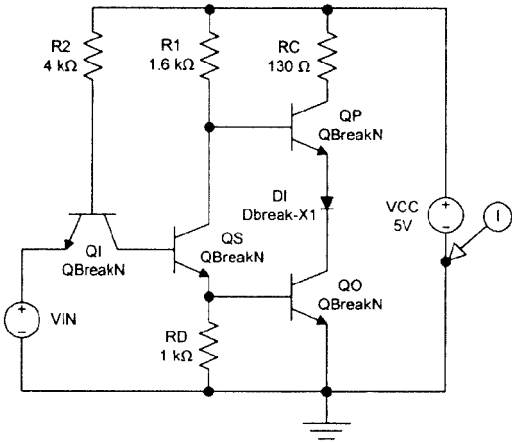 R2
4 kΩ
R1
1.6 kΩ
RC
130 Ω
QP
QBreakN
DI
Dbreak-X1
VCC
5V
+
−
I
QI
QBreakN
QS
QBreakN
QO
QBreakN
+
−
VIN
RD
1 kΩ